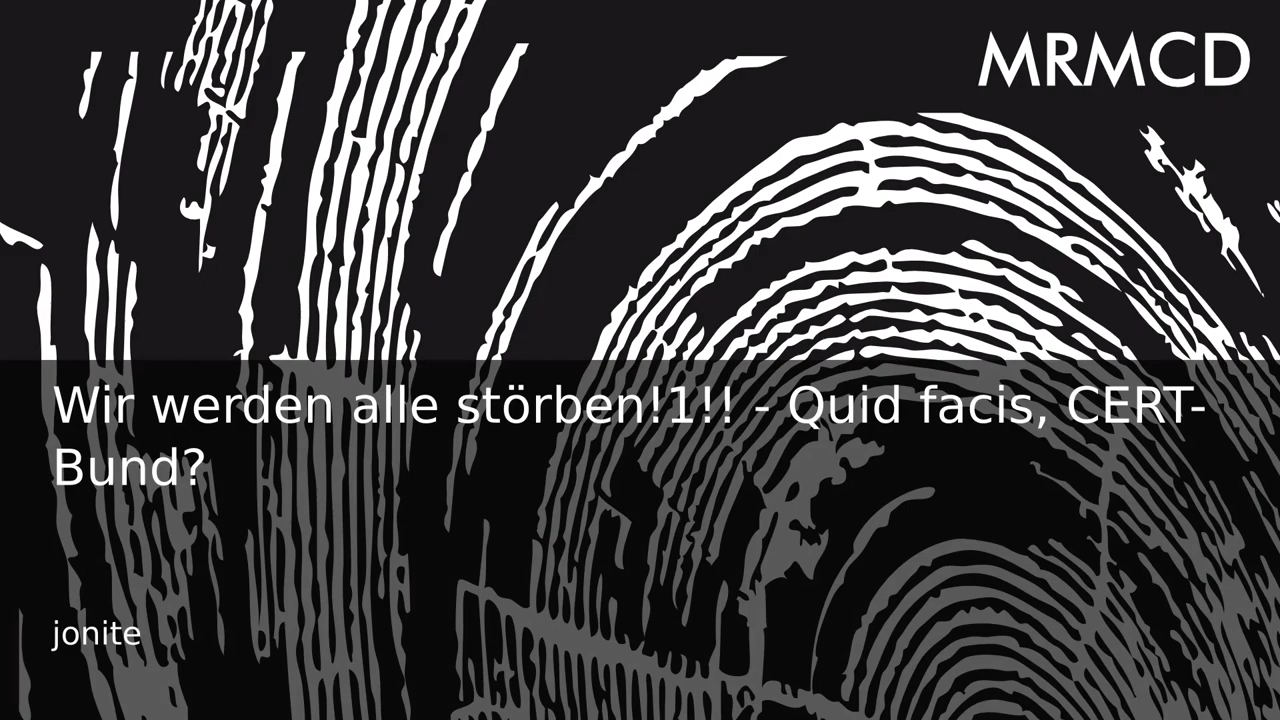 MRMCD
Wir werden alle störben!1!! - Quid facis, CERT-
Bund?
jonite